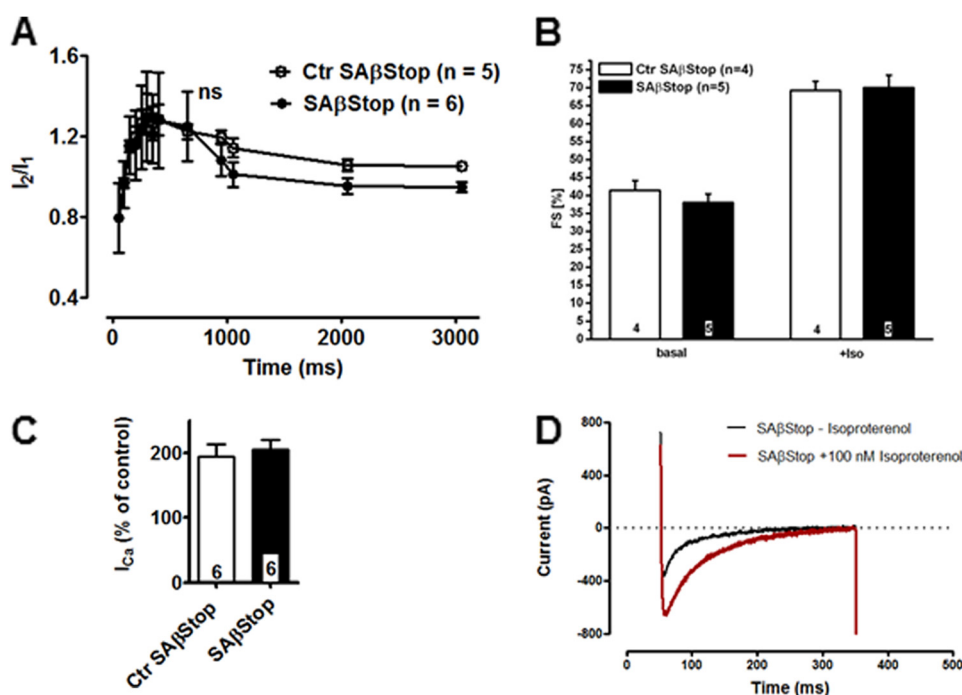 A
1.6
1.2
0.8
0.4
I2/I1
ns
Ctr SAβStop (n = 5)
SAβStop (n = 6)
0 1000 2000 3000
Time (ms)
B
Ctr SAβStop (n=4)
SAβStop (n=5)
75
70
65
60
55
50
45
40
35
30
25
20
15
10
5
0
FS [%]
4 5 4 5
basal +Iso
C
200
100
0
ICa (% of control)
6 6
Ctr SAβStop SAβStop
D
SAβStop - Isoproterenol
SAβStop +100 nM Isoproterenol
800
400
0
-400
-800
Current (pA)
0 100 200 300 400 500
Time (ms)